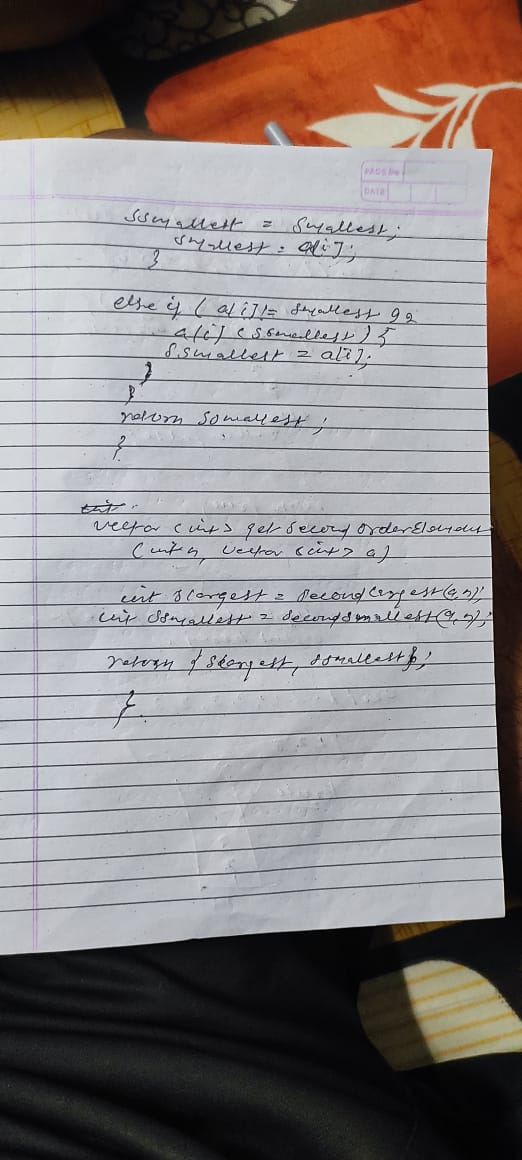 PAGE No.
DATE
ssmallest = smallest;
smallest = a[i];
}
else if ( a[i] != smallest &&
a[i] < ssmallest ) {
ssmallest = a[i];
}
}
return ssmallest ;
}
vector <int> getSecondOrderElements
(int n, vector <int> a)
int slargest = secondLargest(a,n);
int ssmallest = secondSmallest(a,n);
return { slargest, ssmallest};
}